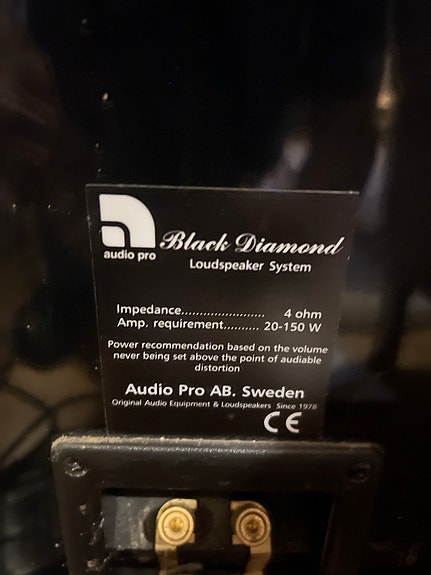 audio pro
Black Diamond
Loudspeaker System
Impedance....................... 4 ohm
Amp. requirement.......... 20-150 W
Power recommendation based on the volume
never being set above the point of audiable
distortion
Audio Pro AB. Sweden
Original Audio Equipment & Loudspeakers Since 1978
CE